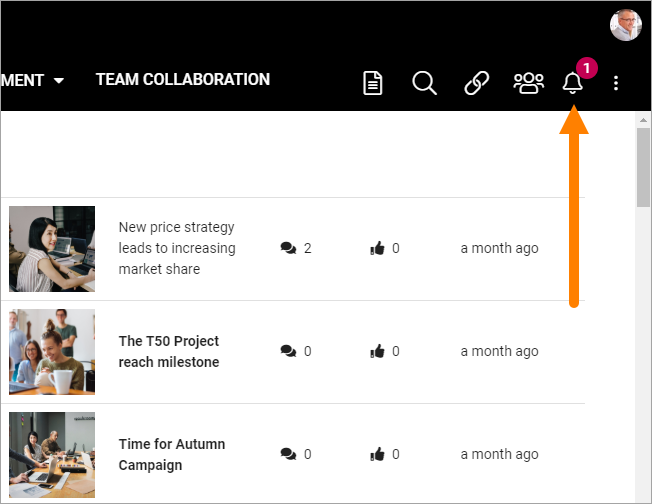 MENT
TEAM COLLABORATION
1
New price strategy
leads to increasing
market share
2
0
a month ago
The T50 Project
reach milestone
0
0
a month ago
Time for Autumn
Campaign
0
0
a month ago